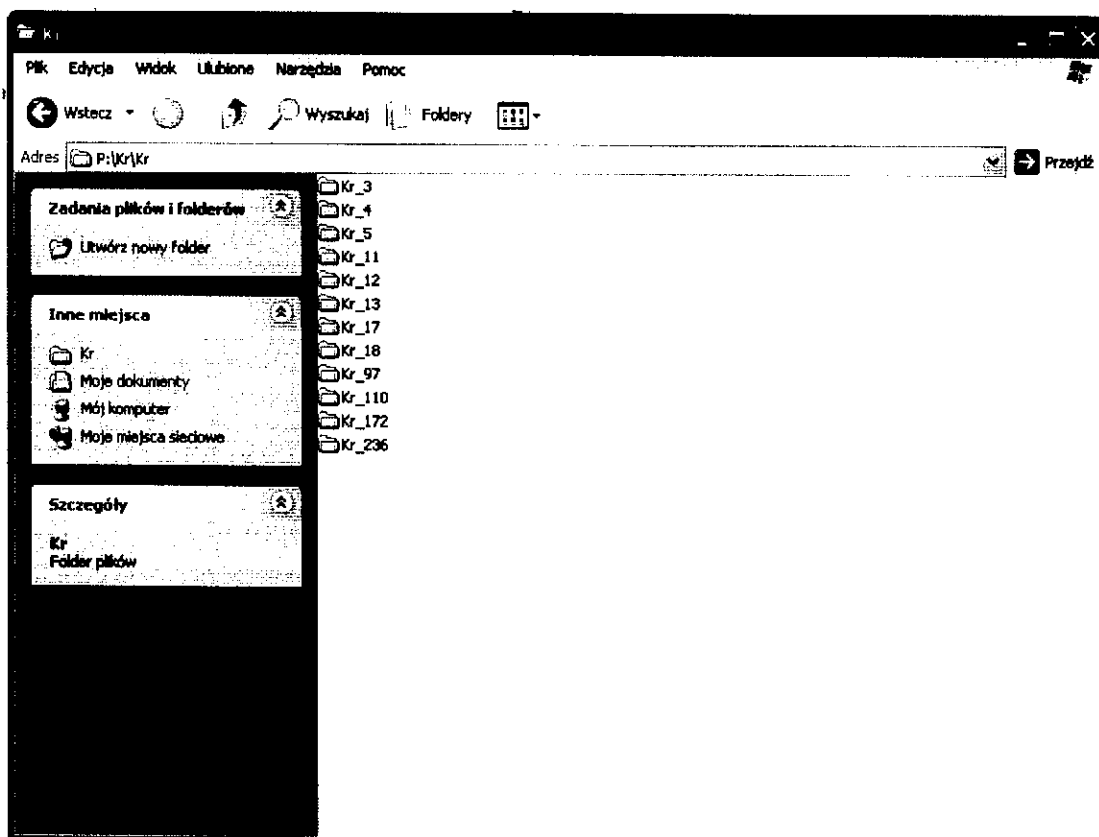 Kr
Plik Edycja Widok Ulubione Narzędzia Pomoc
Wstecz Wyszukaj Foldery
Adres P:\Kr\Kr Przejdź
Zadania plików i folderów
Utwórz nowy folder
Inne miejsca
Kr
Moje dokumenty
Mój komputer
Moje miejsca sieciowe
Szczegóły
Kr
Folder plików
Kr_3
Kr_4
Kr_5
Kr_11
Kr_12
Kr_13
Kr_17
Kr_18
Kr_97
Kr_110
Kr_172
Kr_236